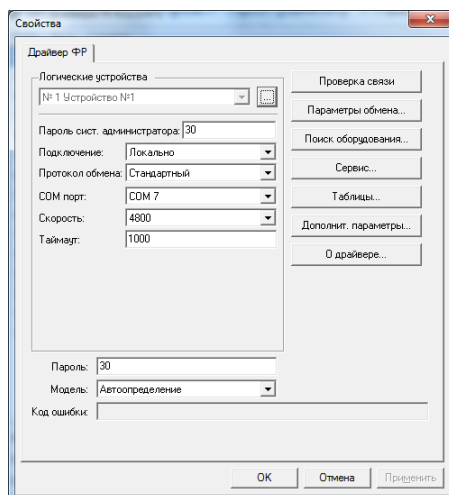 Свойства
Драйвер ФР
Логические устройства
№ 1 Устройство №1
...
Пароль сист. администратора: 30
Подключение: Локально
Протокол обмена: Стандартный
COM порт: COM 7
Скорость: 4800
Таймаут: 1000
Проверка связи
Параметры обмена...
Поиск оборудования...
Сервис...
Таблицы...
Дополнит. параметры...
О драйвере...
Пароль: 30
Модель: Автоопределение
Код ошибки:
OK
Отмена
Применить